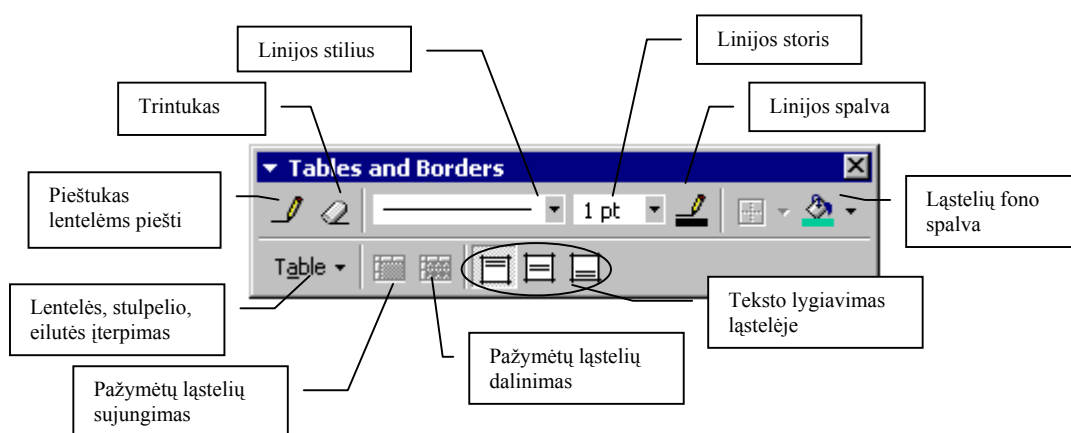 Linijos stilius
Linijos storis
Trintukas
Linijos spalva
Tables and Borders
Pieštukas
lentelėms piešti
1 pt
Ląstelių fono
spalva
Table
Lentelės, stulpelio,
eilutės įterpimas
Teksto lygiavimas
ląstelėje
Pažymėtų ląstelių
dalinimas
Pažymėtų ląstelių
sujungimas